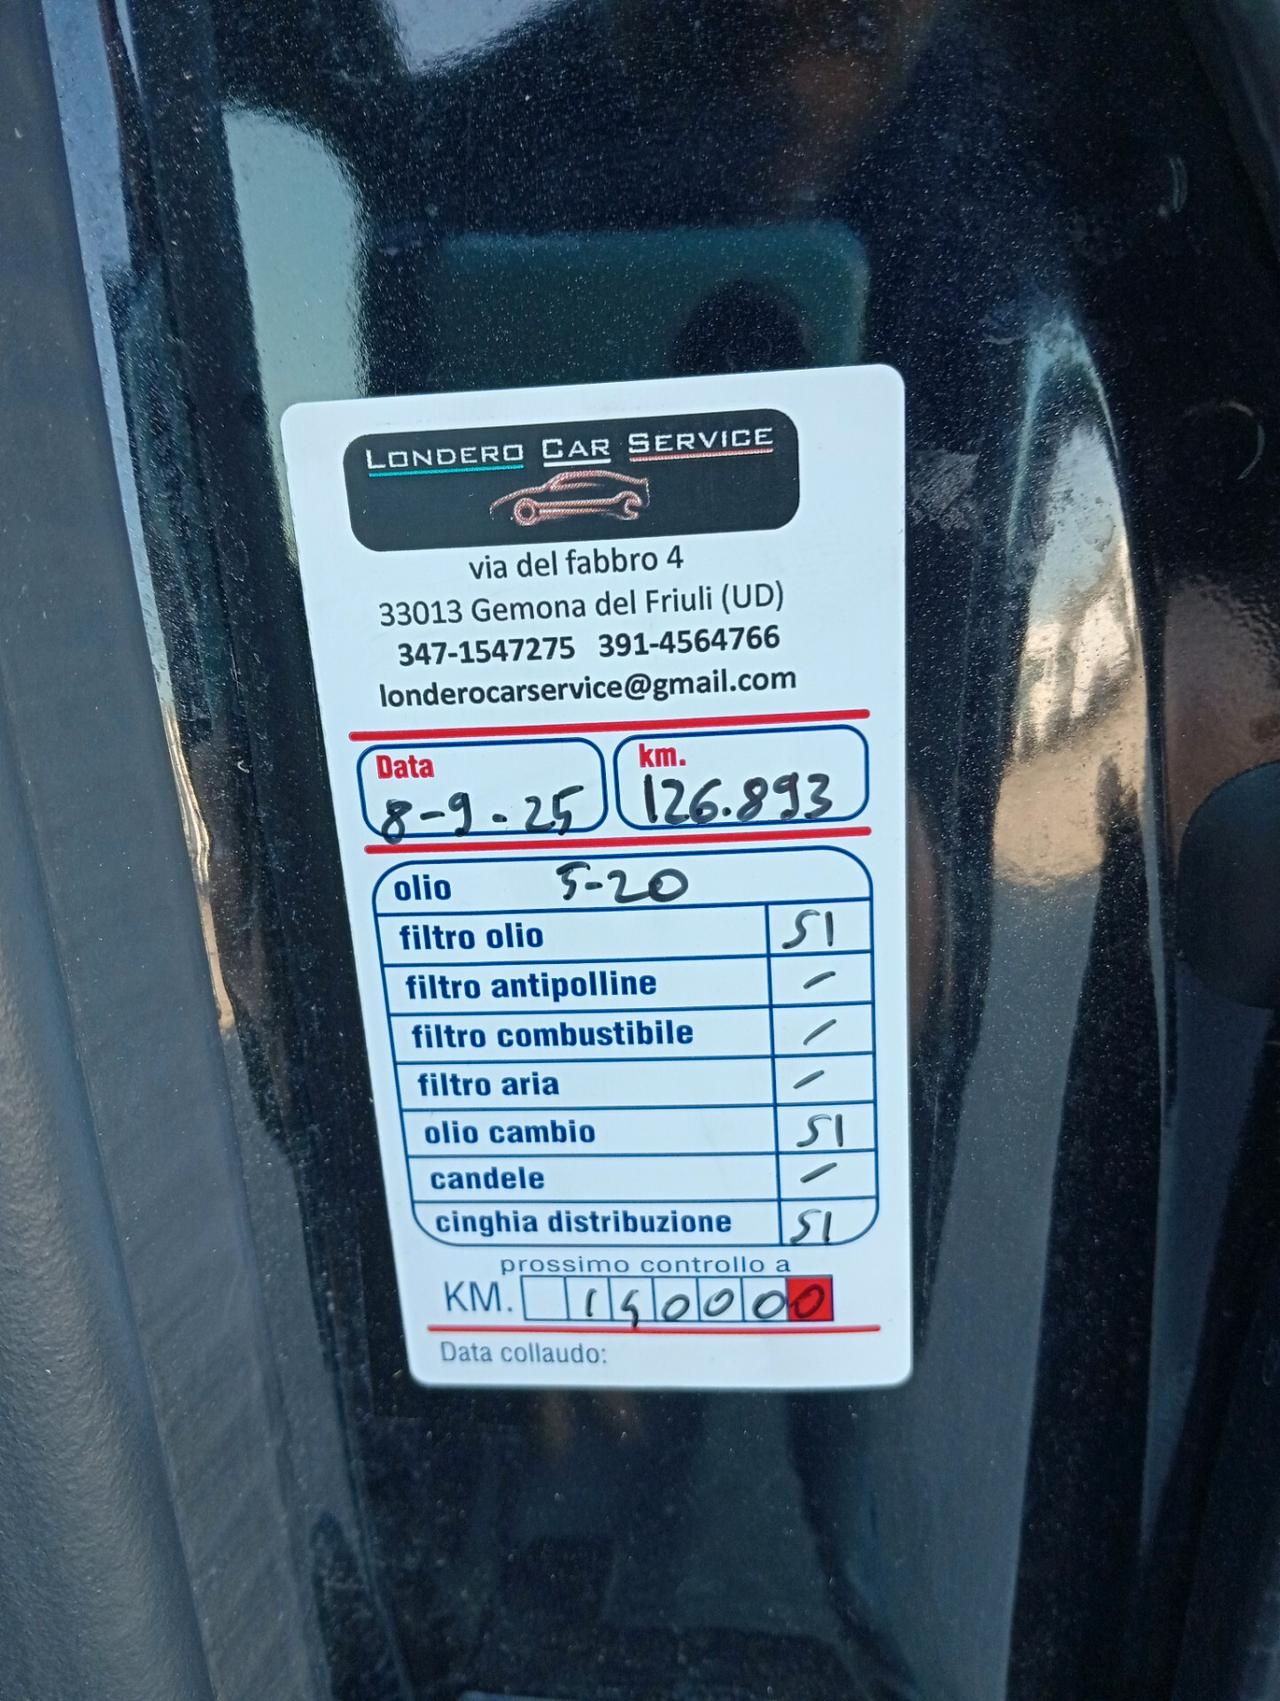 LONDERO CAR SERVICE
via del fabbro 4
33013 Gemona del Friuli (UD)
347-1547275 391-4564766
londerocarservice@gmail.com
Data km.
8-9-25 126.893
olio 5-20
filtro olio SI
filtro antipolline /
filtro combustibile /
filtro aria /
olio cambio SI
candele /
cinghia distribuzione SI
prossimo controllo a
KM.
Data collaudo: